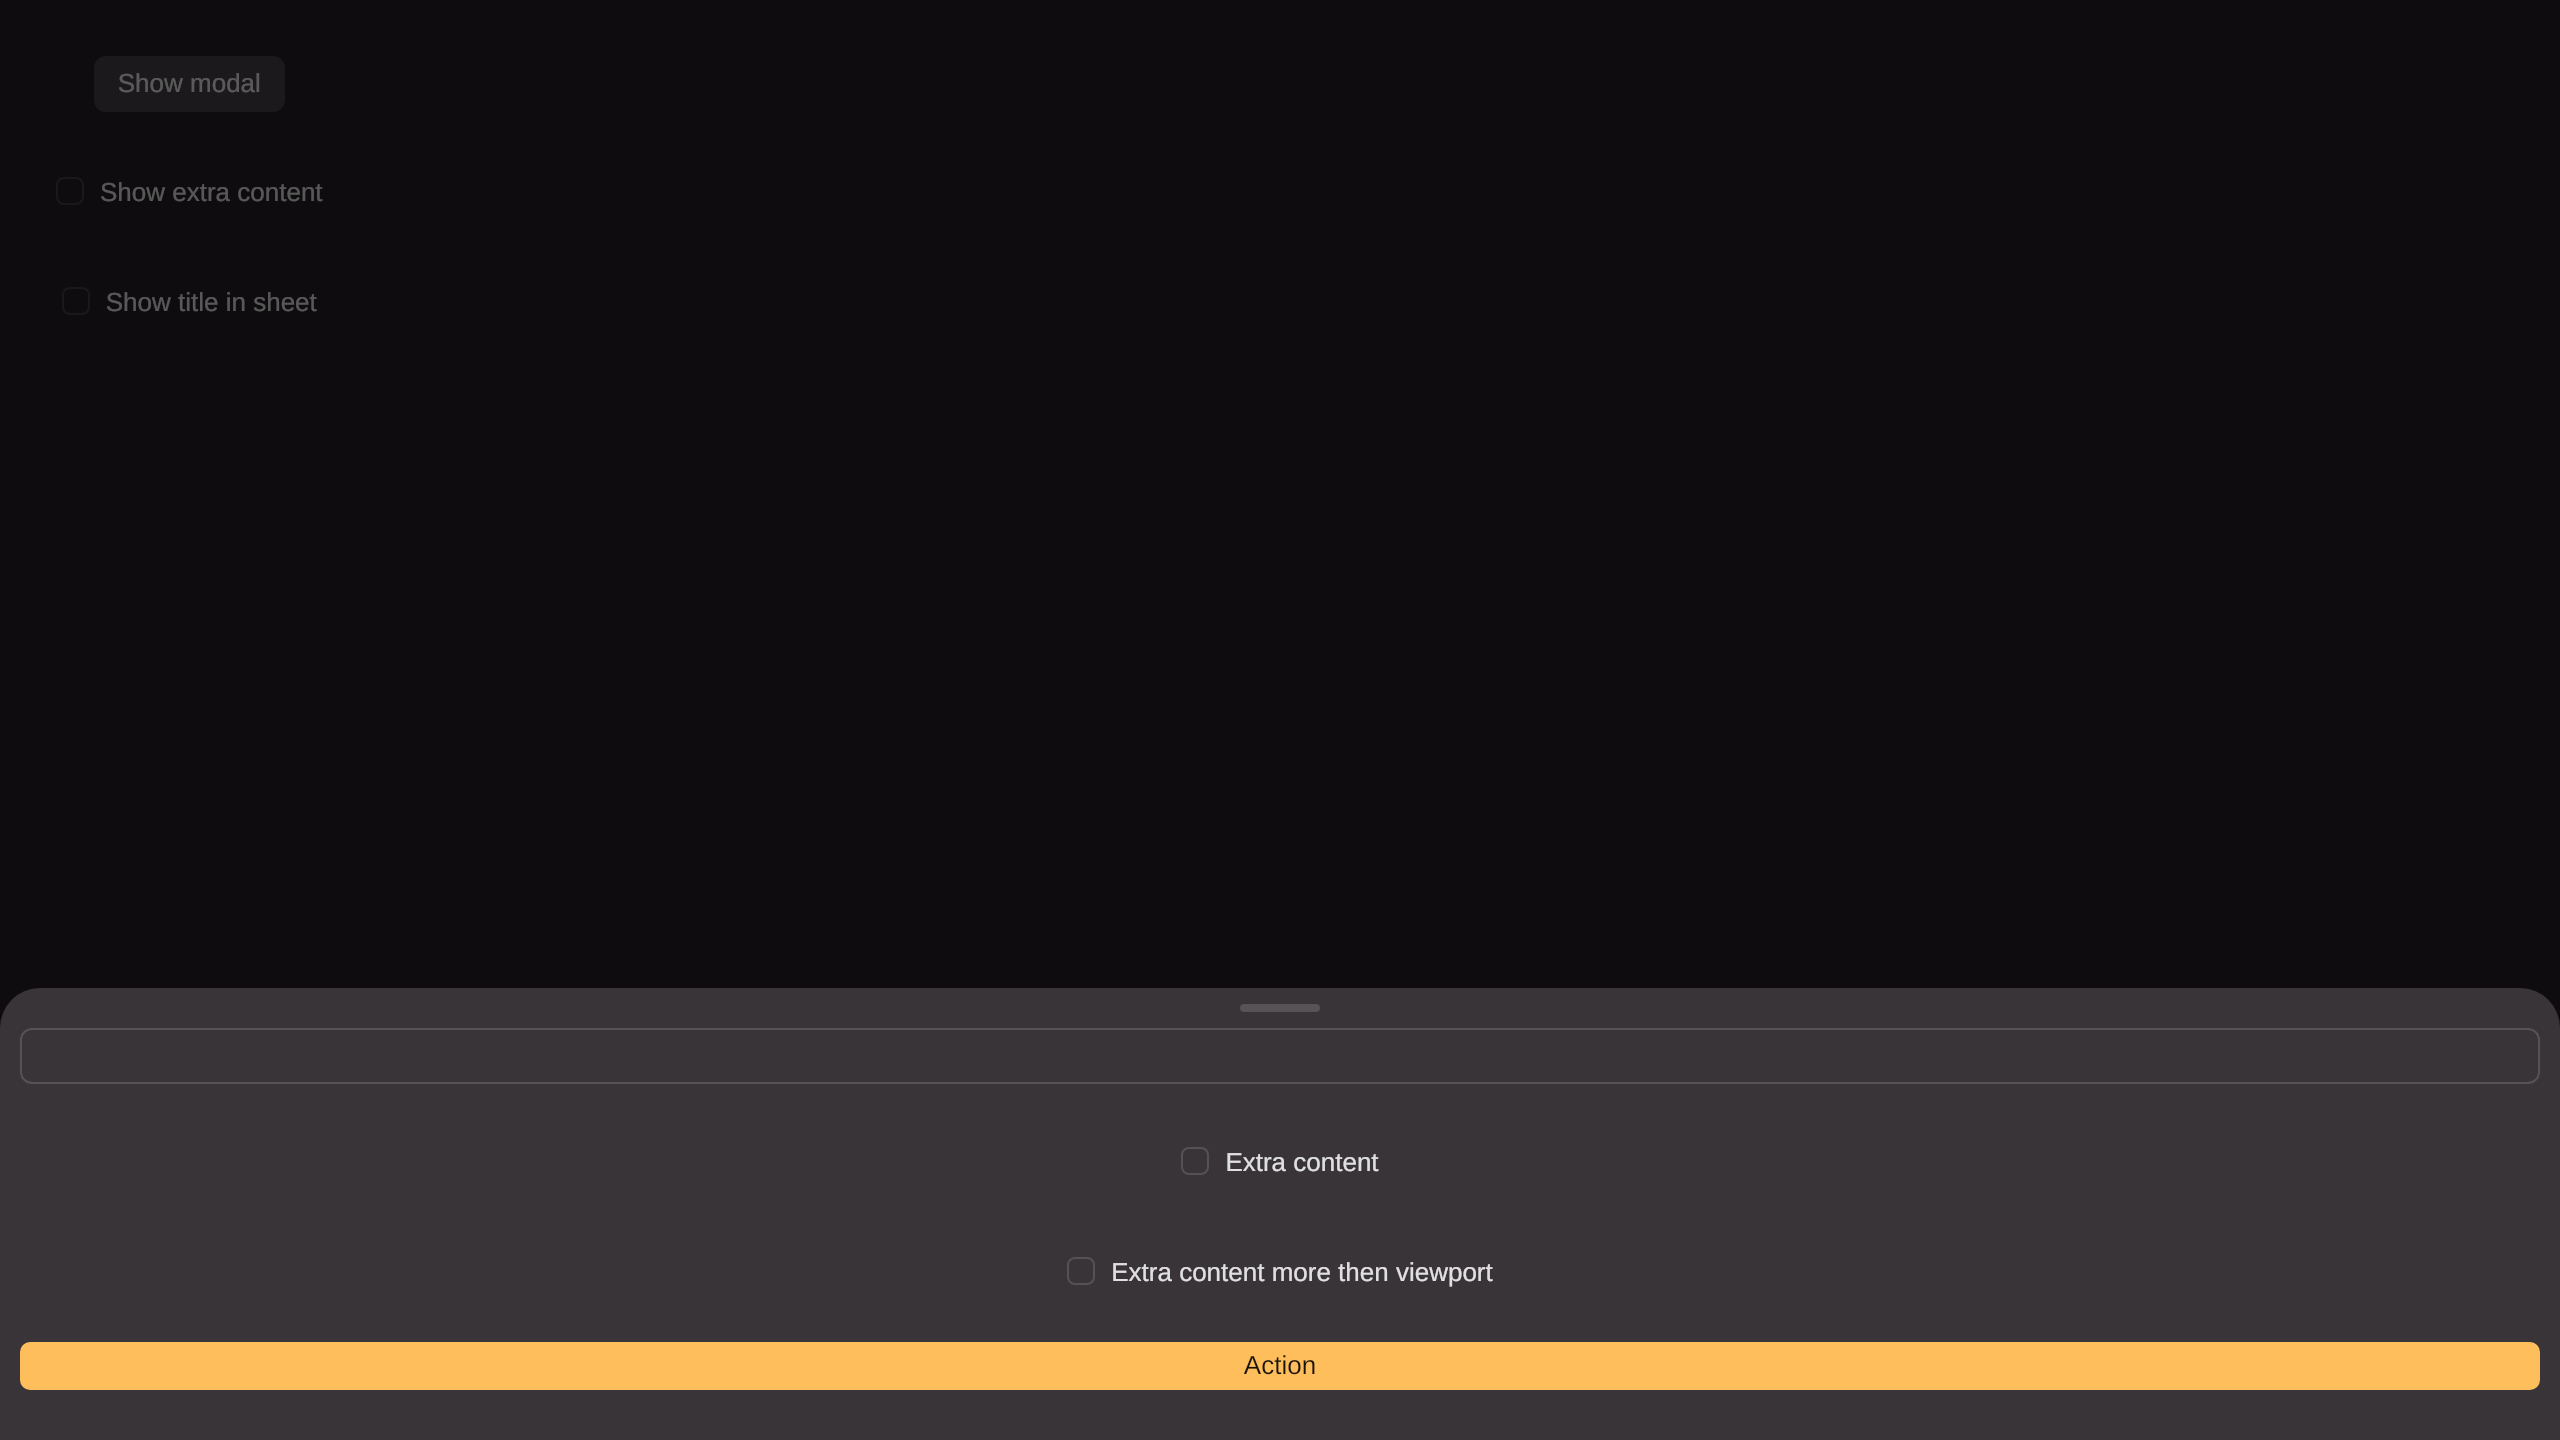 Show modal
Show extra content
Show title in sheet
Extra content
Extra content more then viewport
Action